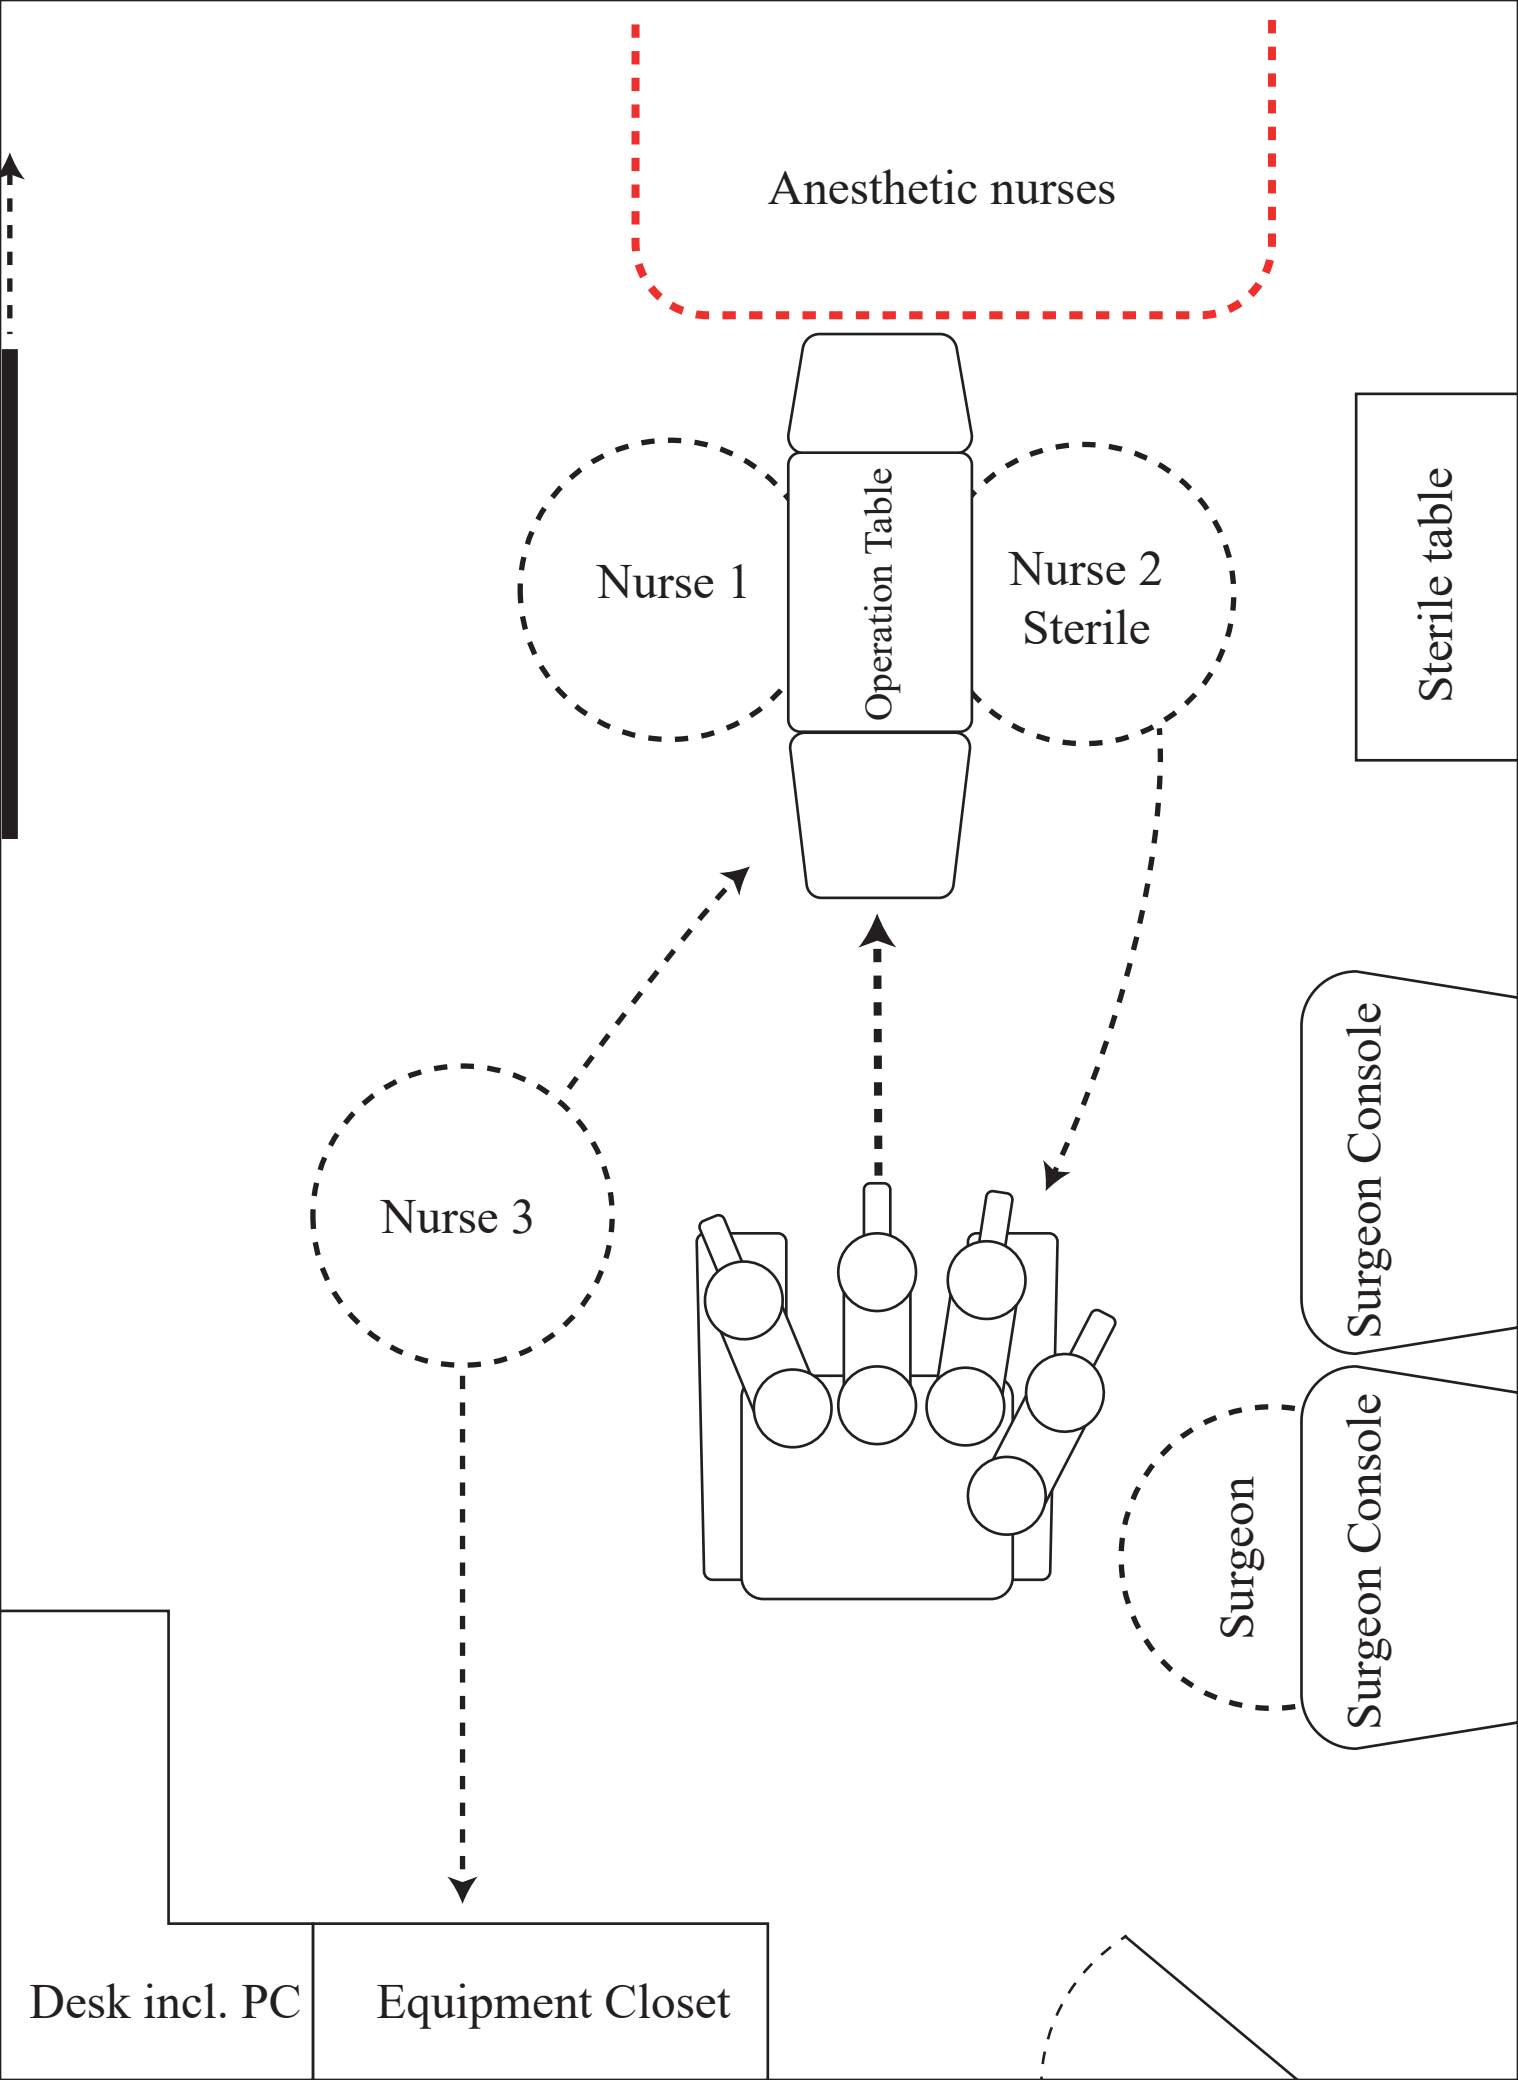 Anesthetic nurses
Nurse 1
Operation Table
Nurse 2
Sterile
Sterile table
Nurse 3
Surgeon Console
Surgeon
Surgeon Console
Desk incl. PC
Equipment Closet